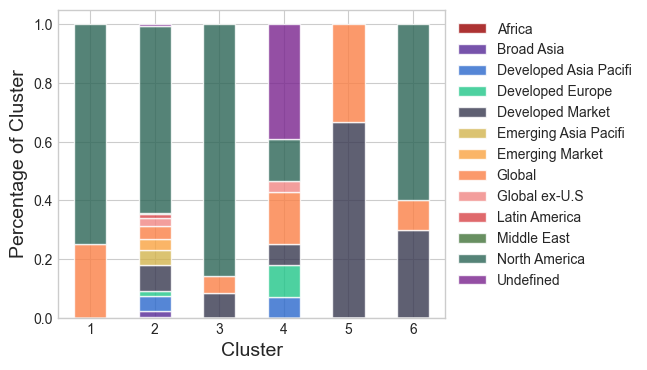 1.0
0.8
0.6
0.4
0.2
0.0
Percentage of Cluster
1 2 3 4 5 6
Cluster
Africa
Broad Asia
Developed Asia Pacifi
Developed Europe
Developed Market
Emerging Asia Pacifi
Emerging Market
Global
Global ex-U.S
Latin America
Middle East
North America
Undefined